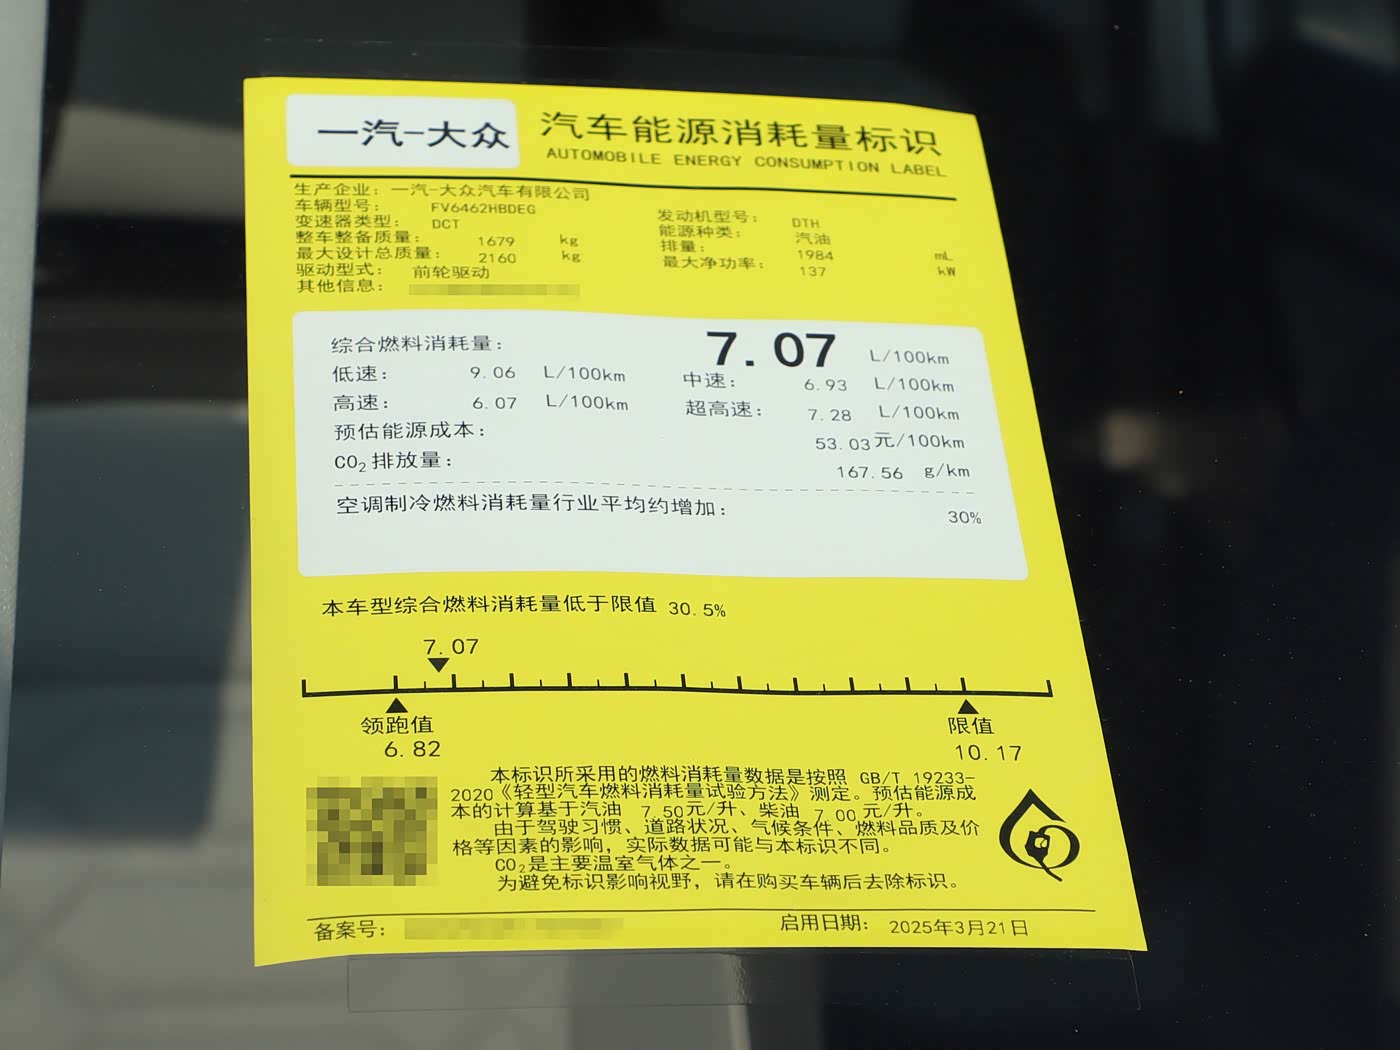 一汽-大众 汽车能源消耗量标识
AUTOMOBILE ENERGY CONSUMPTION LABEL
生产企业：一汽-大众汽车有限公司
车辆型号： FV6462HBDEG 发动机型号： DTH
变速器类型： DCT 能源种类： 汽油
整车整备质量： 1679 kg 排量： 1984 mL
最大设计总质量： 2160 kg 最大净功率： 137 kW
驱动型式： 前轮驱动
其他信息：
综合燃料消耗量： 7.07 L/100km
低速： 9.06 L/100km 中速： 6.93 L/100km
高速： 6.07 L/100km 超高速： 7.28 L/100km
预估能源成本： 53.03元/100km
CO₂排放量： 167.56 g/km
空调制冷燃料消耗量行业平均约增加： 30%
本车型综合燃料消耗量低于限值 30.5%
7.07
领跑值 限值
6.82 10.17
本标识所采用的燃料消耗量数据是按照 GB/T 19233-
2020《轻型汽车燃料消耗量试验方法》测定。预估能源成
本的计算基于汽油 7.50元/升、柴油 7.00元/升。
由于驾驶习惯、道路状况、气候条件、燃料品质及价
格等因素的影响，实际数据可能与本标识不同。
CO₂是主要温室气体之一。
为避免标识影响视野，请在购买车辆后去除标识。
备案号： 启用日期： 2025年3月21日